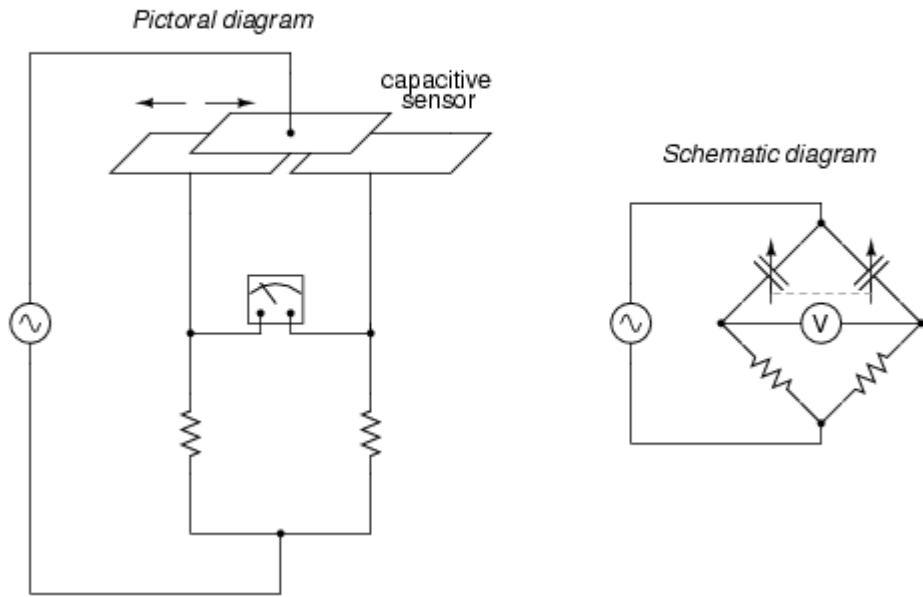 Pictoral diagram
capacitive
sensor
Schematic diagram
V